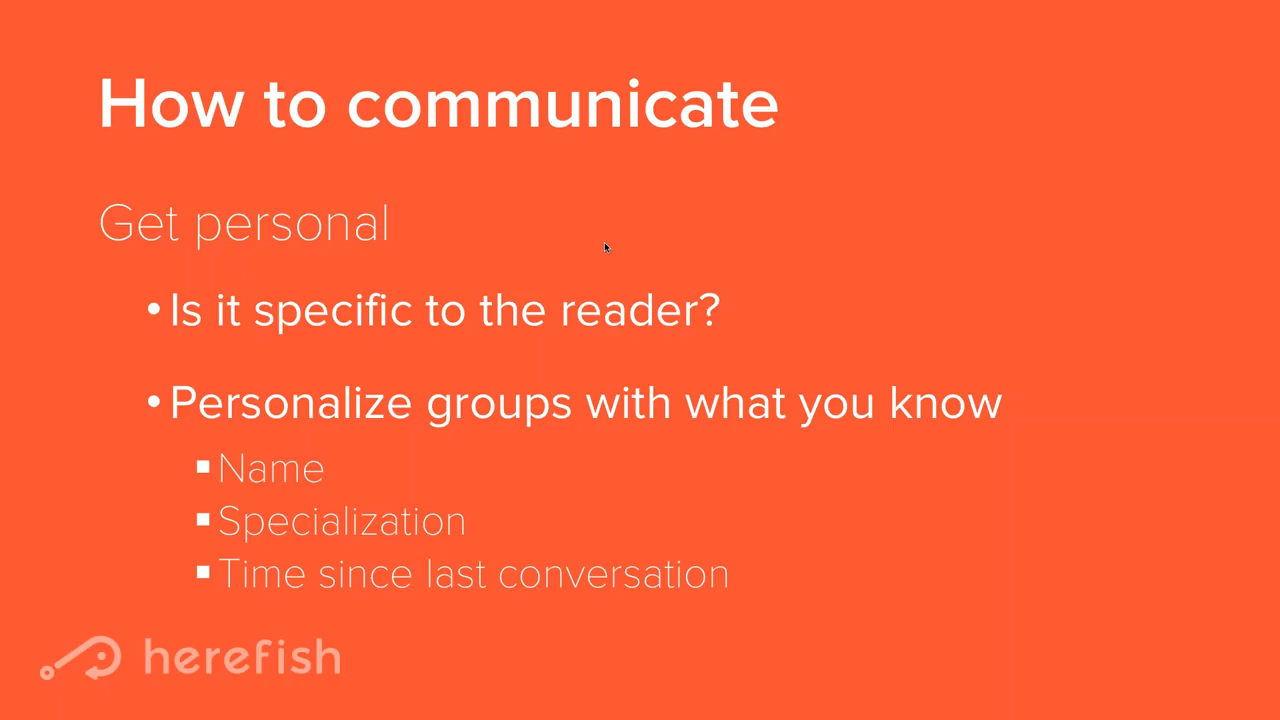 How to communicate
Get personal
• Is it specific to the reader?
• Personalize groups with what you know
▪ Name
▪ Specialization
▪ Time since last conversation
herefish